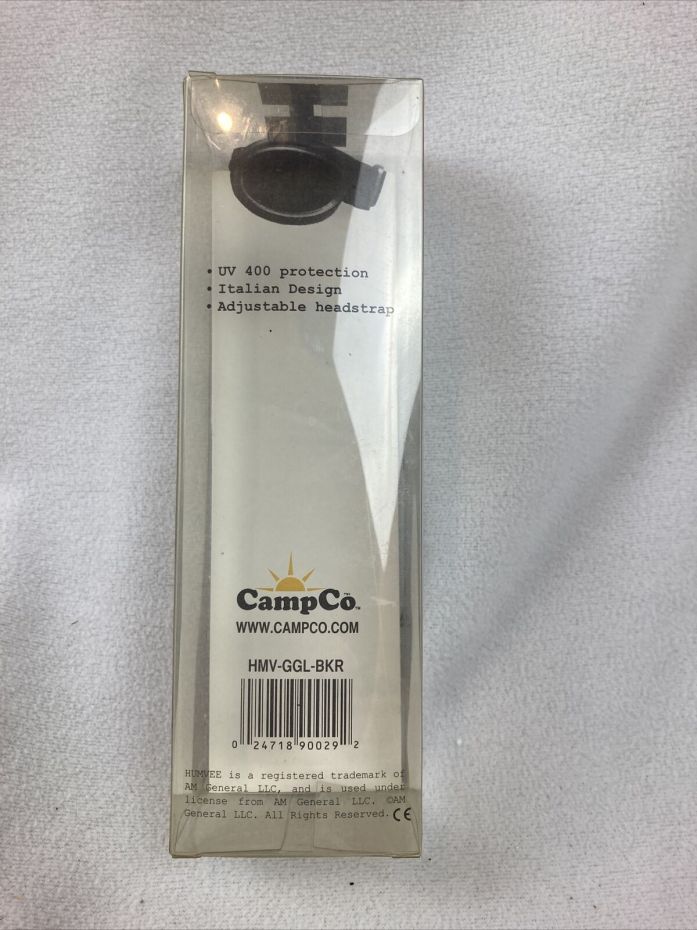 • UV 400 protection
• Italian Design
• Adjustable headstrap
CampCo™
WWW.CAMPCO.COM
HMV-GGL-BKR
0 24718 90029 2
HUMVEE is a registered trademark of
AM General LLC, and is used under
license from AM General LLC. ©AM
General LLC. All Rights Reserved. CE